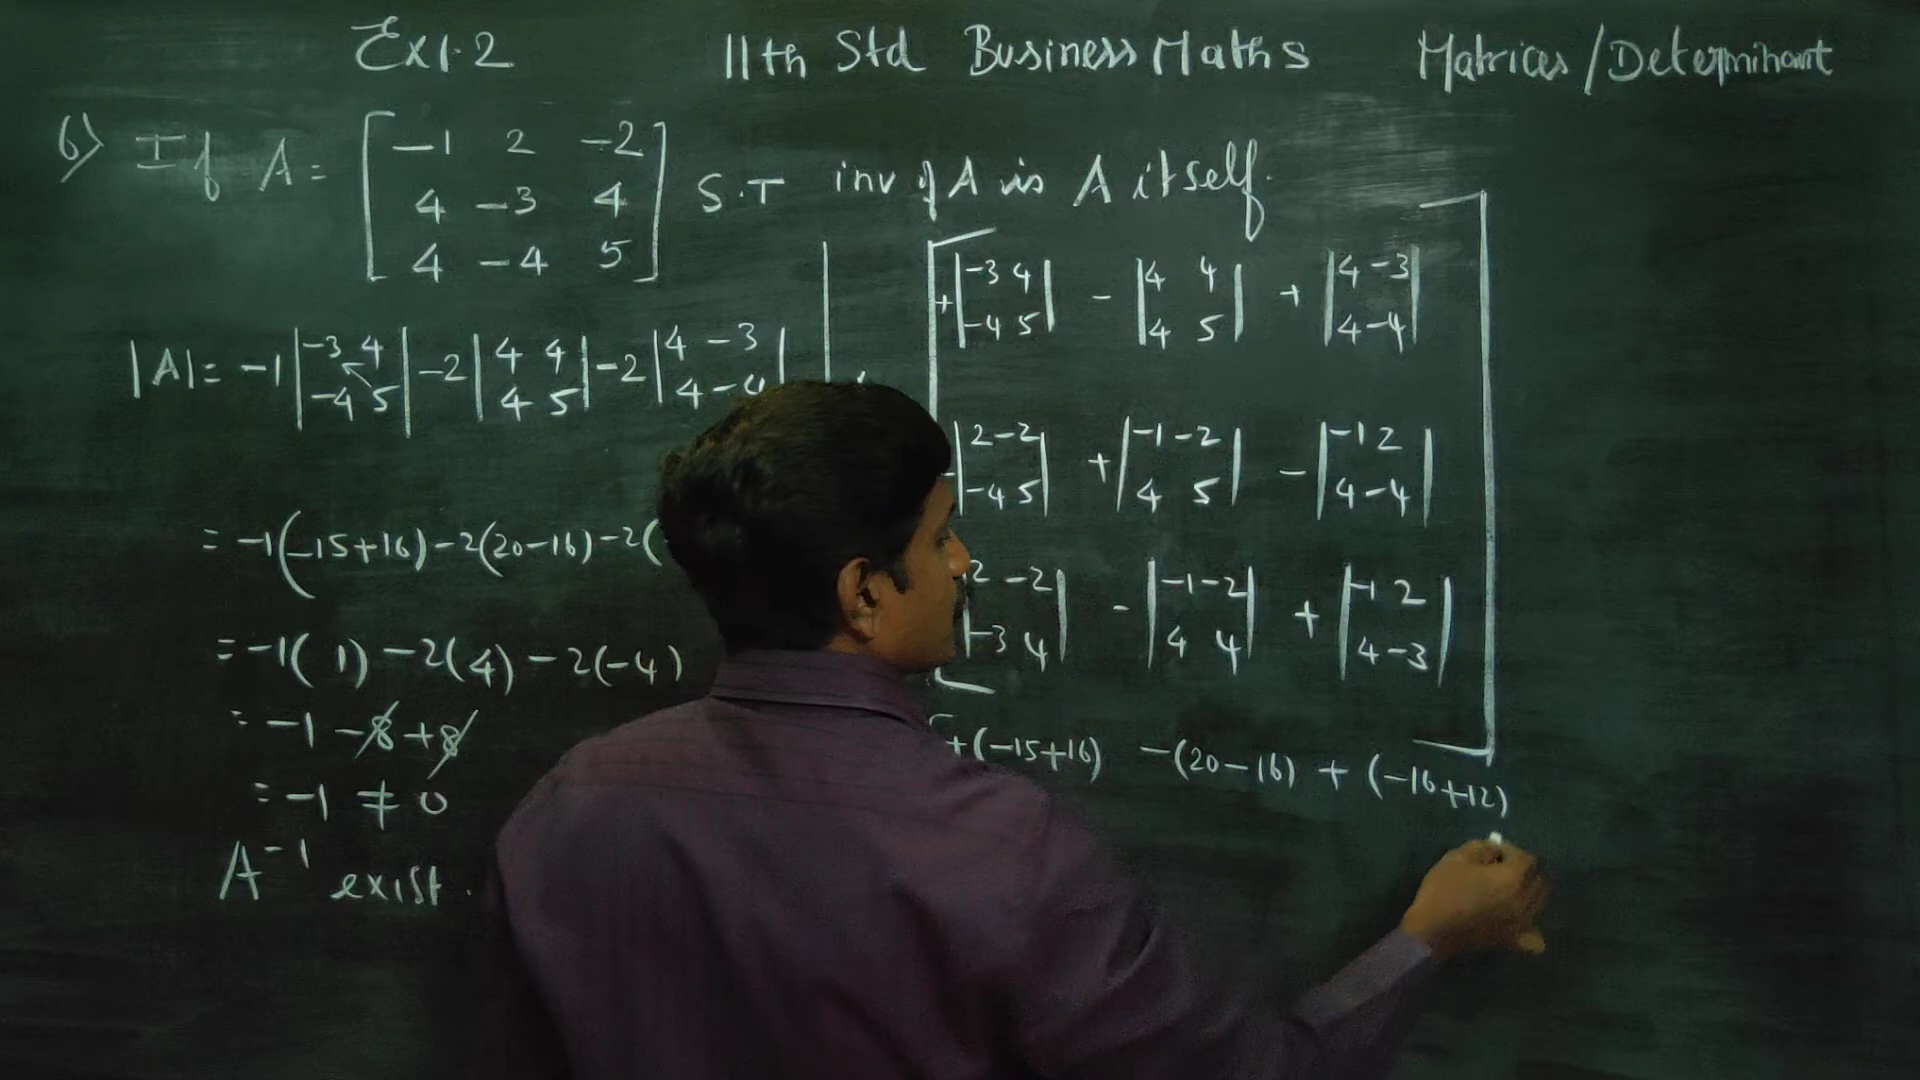 Ex 1.2 11th Std Business Maths Matrices / Determinant
6) If A = [ -1 2 -2
4 -3 4
4 -4 5 ] S.T inv of A is A itself.
|A| = -1 | -3 4 | -2 | 4 4 | -2 | 4 -3 |
| -4 5 | | 4 5 | | 4 -4 |
= -1(-15+16) -2(20-16) -2(
= -1(1) -2(4) -2(-4)
= -1 -8 +8
= -1 ≠ 0
A⁻¹ exist.
+ | -3 4 | - | 4 4 | + | 4 -3 |
| -4 5 | | 4 5 | | 4 -4 |
- | 2 -2 | + | -1 -2 | - | -1 2 |
| -4 5 | | 4 5 | | 4 -4 |
2 -2 | - | -1 -2 | + | -1 2 |
-3 4 | | 4 4 | | 4 -3 |
+(-15+16) -(20-16) + (-16+12)